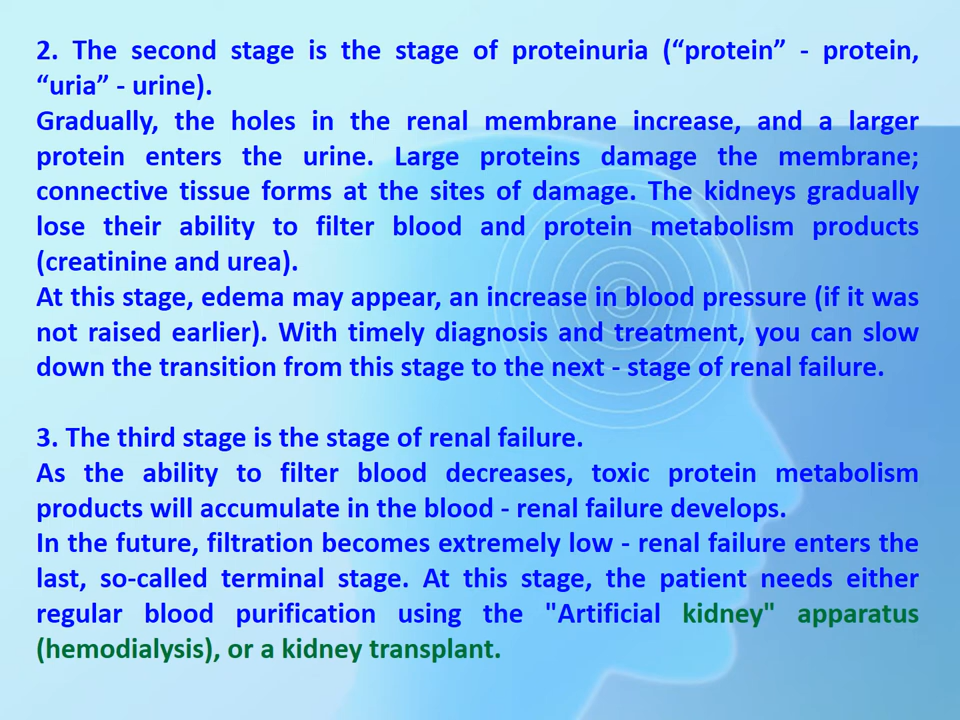 2. The second stage is the stage of proteinuria (“protein” - protein,
“uria” - urine).
Gradually, the holes in the renal membrane increase, and a larger
protein enters the urine. Large proteins damage the membrane;
connective tissue forms at the sites of damage. The kidneys gradually
lose their ability to filter blood and protein metabolism products
(creatinine and urea).
At this stage, edema may appear, an increase in blood pressure (if it was
not raised earlier). With timely diagnosis and treatment, you can slow
down the transition from this stage to the next - stage of renal failure.
3. The third stage is the stage of renal failure.
As the ability to filter blood decreases, toxic protein metabolism
products will accumulate in the blood - renal failure develops.
In the future, filtration becomes extremely low - renal failure enters the
last, so-called terminal stage. At this stage, the patient needs either
regular blood purification using the "Artificial kidney" apparatus
(hemodialysis), or a kidney transplant.